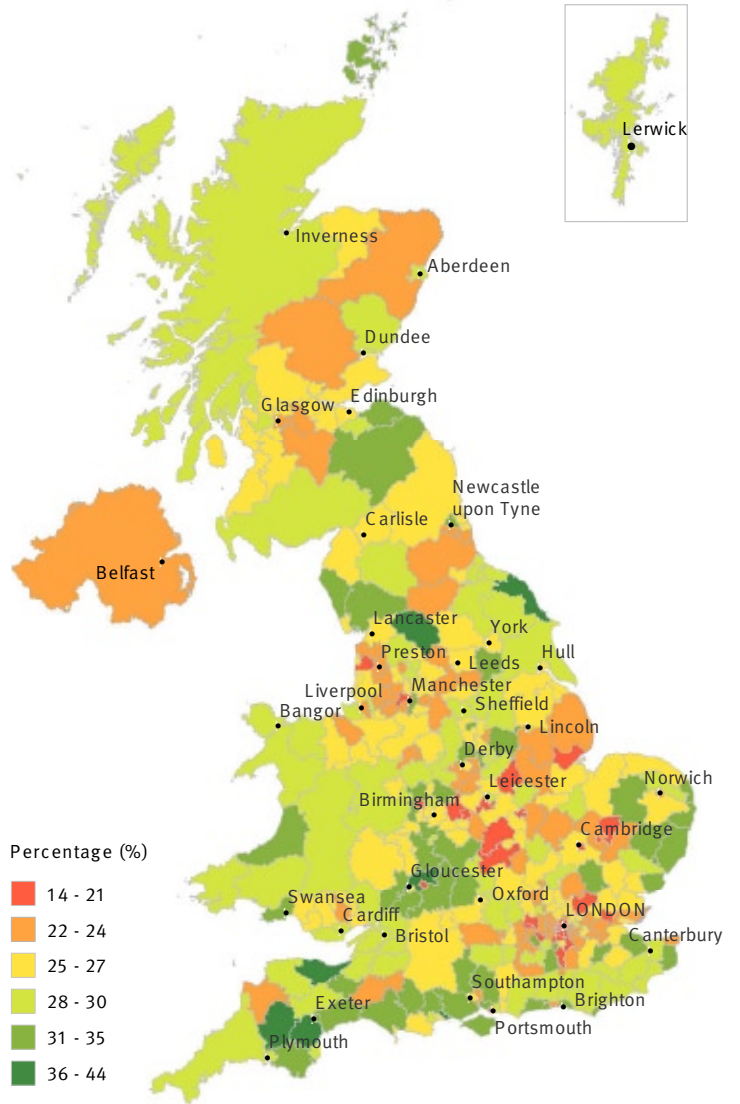 Lerwick
Inverness
Aberdeen
Dundee
Edinburgh
Glasgow
Newcastle
upon Tyne
Carlisle
Belfast
Lancaster
York
Preston
Leeds
Hull
Liverpool
Manchester
Bangor
Sheffield
Lincoln
Derby
Leicester
Norwich
Birmingham
Cambridge
Percentage (%)
14 - 21
22 - 24
25 - 27
28 - 30
31 - 35
36 - 44
Gloucester
Swansea
Oxford
Cardiff
LONDON
Bristol
Canterbury
Southampton
Exeter
Brighton
Portsmouth
Plymouth